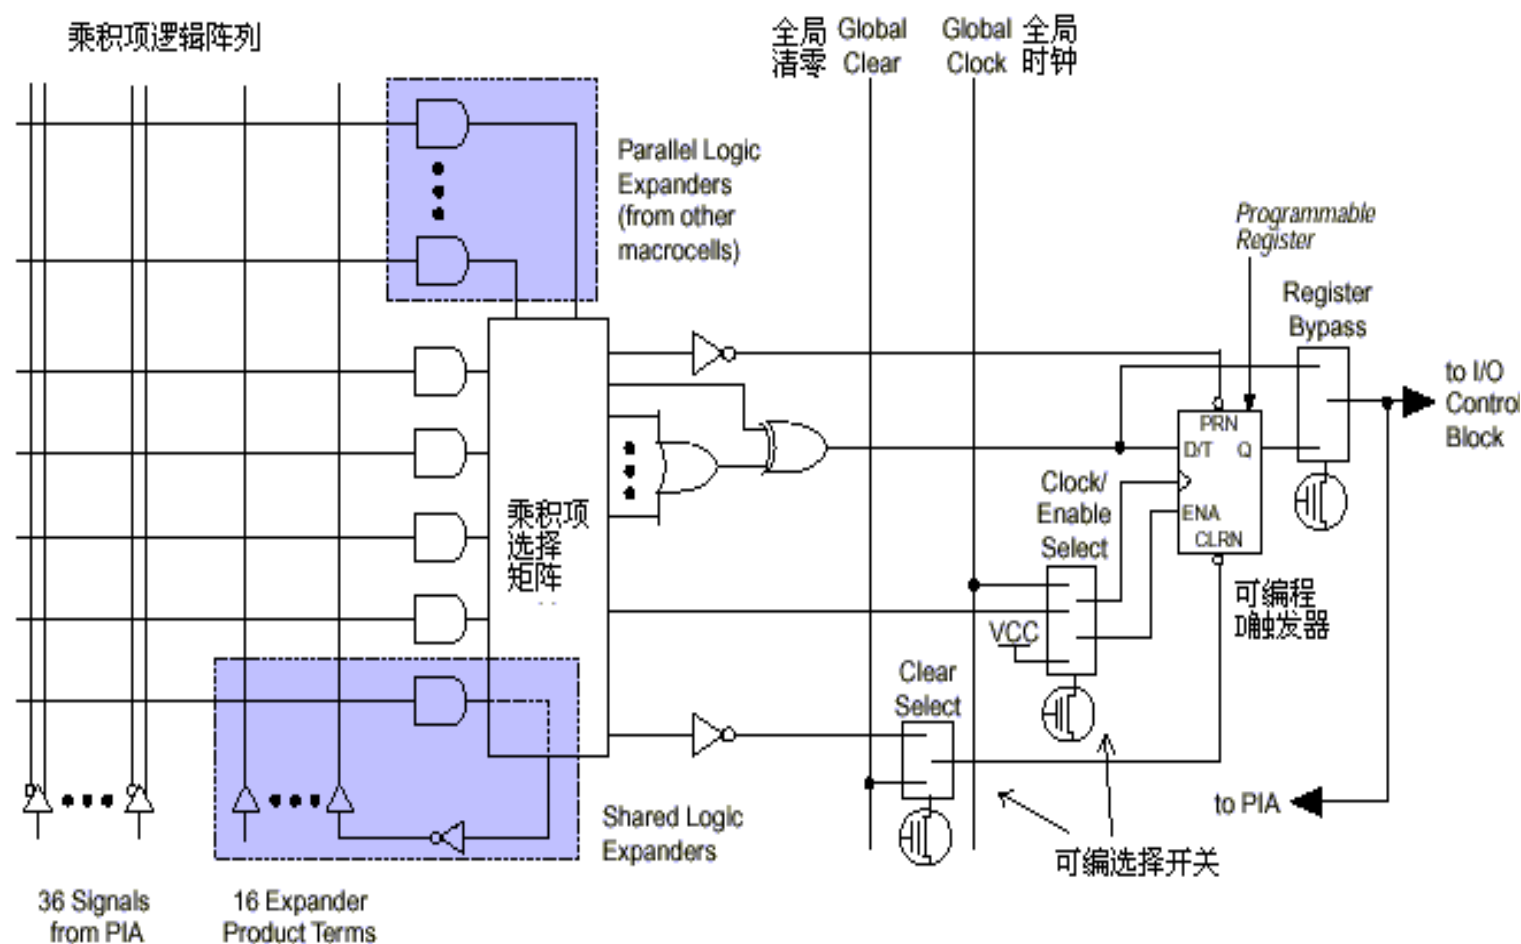 乘积项逻辑阵列
全局
清零
Global
Clear
Global
Clock
全局
时钟
Parallel Logic
Expanders
(from other
macrocells)
Programmable
Register
Register
Bypass
to I/O
Control
Block
PRN
D/T Q
ENA
CLRN
Clock/
Enable
Select
乘积项
选择
矩阵
可编程
D触发器
VCC
Clear
Select
to PIA
Shared Logic
Expanders
可编选择开关
36 Signals
from PIA
16 Expander
Product Terms